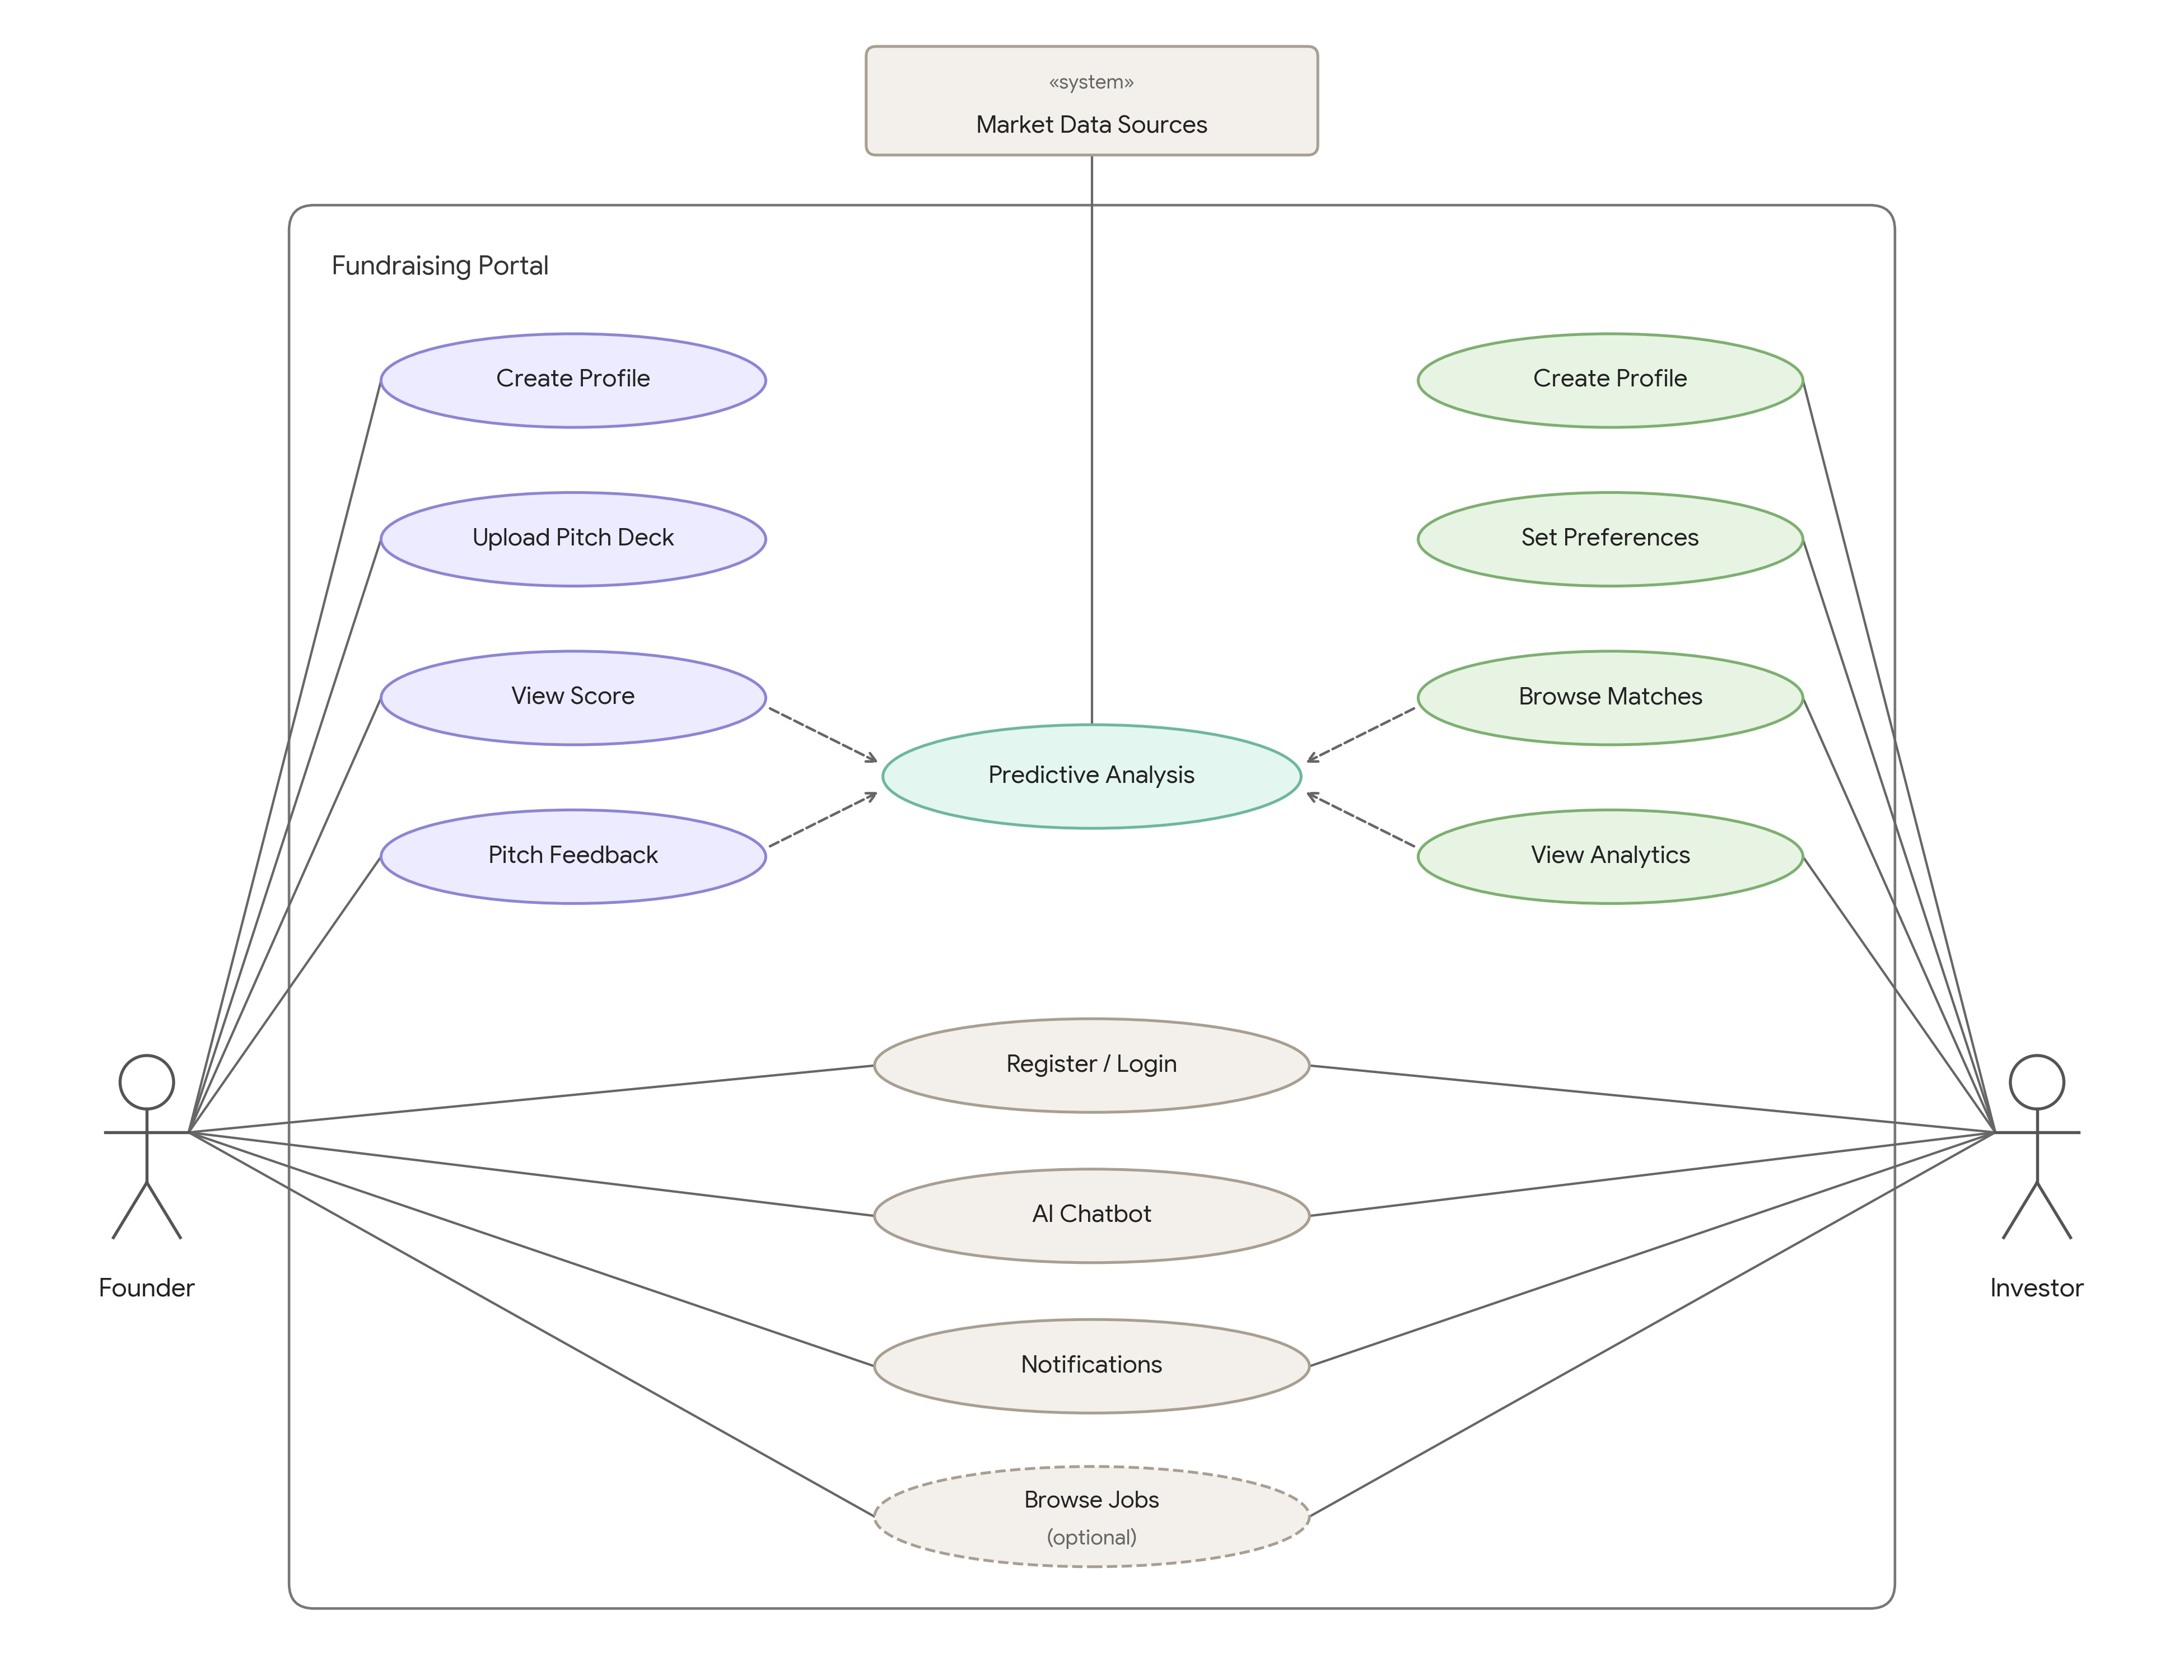 «system»
Market Data Sources
Fundraising Portal
Create Profile
Create Profile
Upload Pitch Deck
Set Preferences
View Score
Browse Matches
Predictive Analysis
Pitch Feedback
View Analytics
Register / Login
AI Chatbot
Founder
Investor
Notifications
Browse Jobs
(optional)